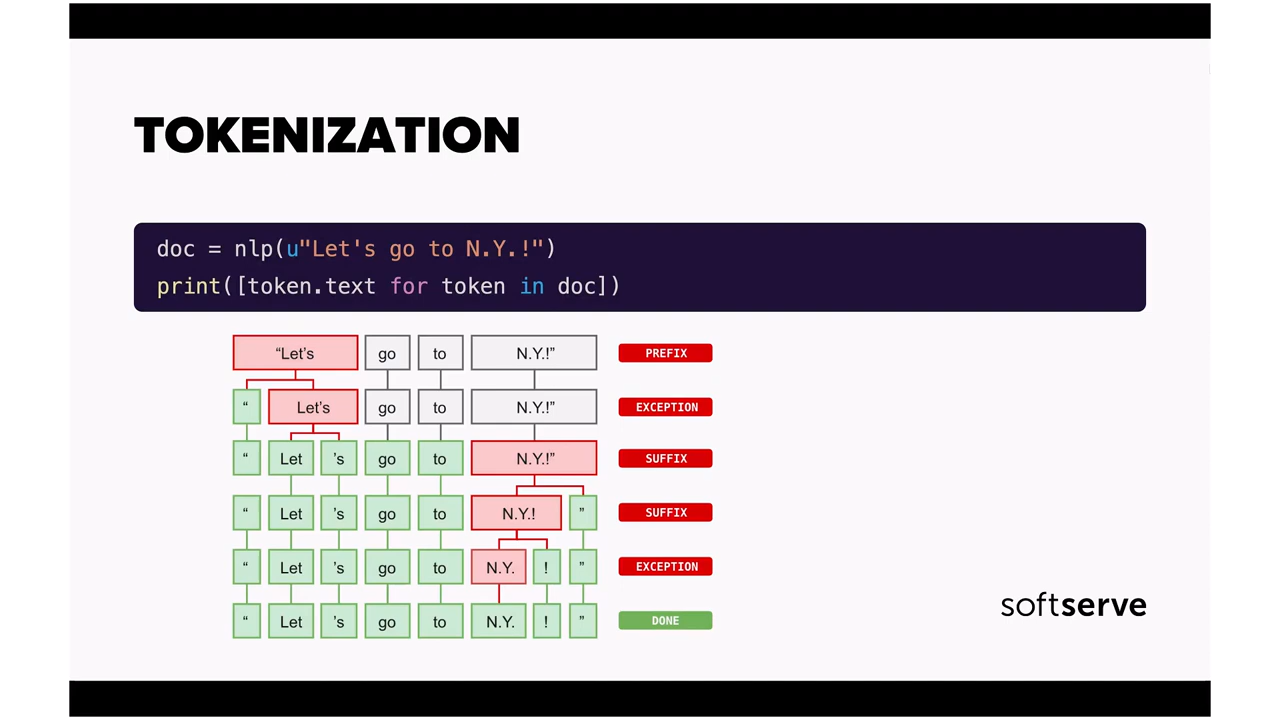 TOKENIZATION
doc = nlp(u"Let's go to N.Y.!")
print([token.text for token in doc])
“Let’s go to N.Y.!” PREFIX
“ Let’s go to N.Y.!” EXCEPTION
“ Let ’s go to N.Y.!” SUFFIX
“ Let ’s go to N.Y.! ” SUFFIX
“ Let ’s go to N.Y. ! ” EXCEPTION
“ Let ’s go to N.Y. ! ” DONE
softserve